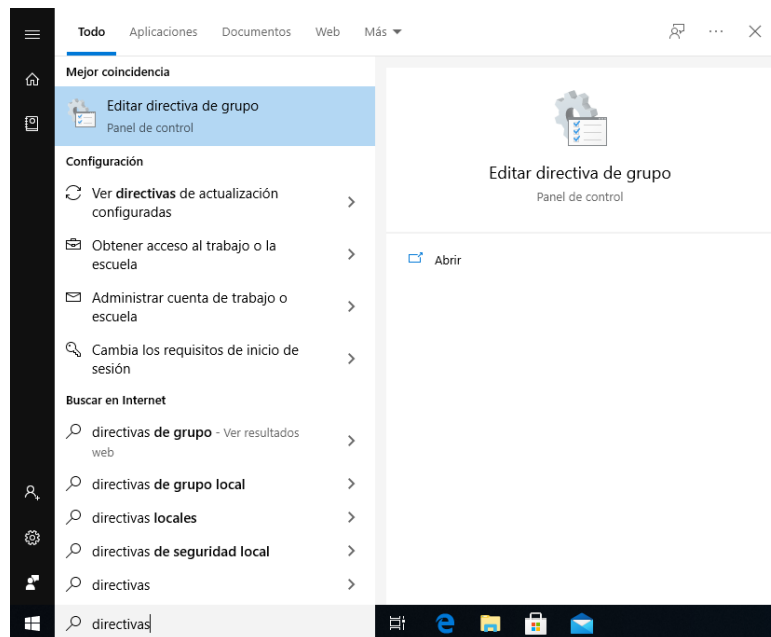 Todo Aplicaciones Documentos Web Más
Mejor coincidencia
Editar directiva de grupo
Panel de control
Configuración
Ver directivas de actualización
configuradas
Obtener acceso al trabajo o la
escuela
Administrar cuenta de trabajo o
escuela
Cambia los requisitos de inicio de
sesión
Buscar en Internet
directivas de grupo - Ver resultados
web
directivas de grupo local
directivas locales
directivas de seguridad local
directivas
directivas
Editar directiva de grupo
Panel de control
Abrir